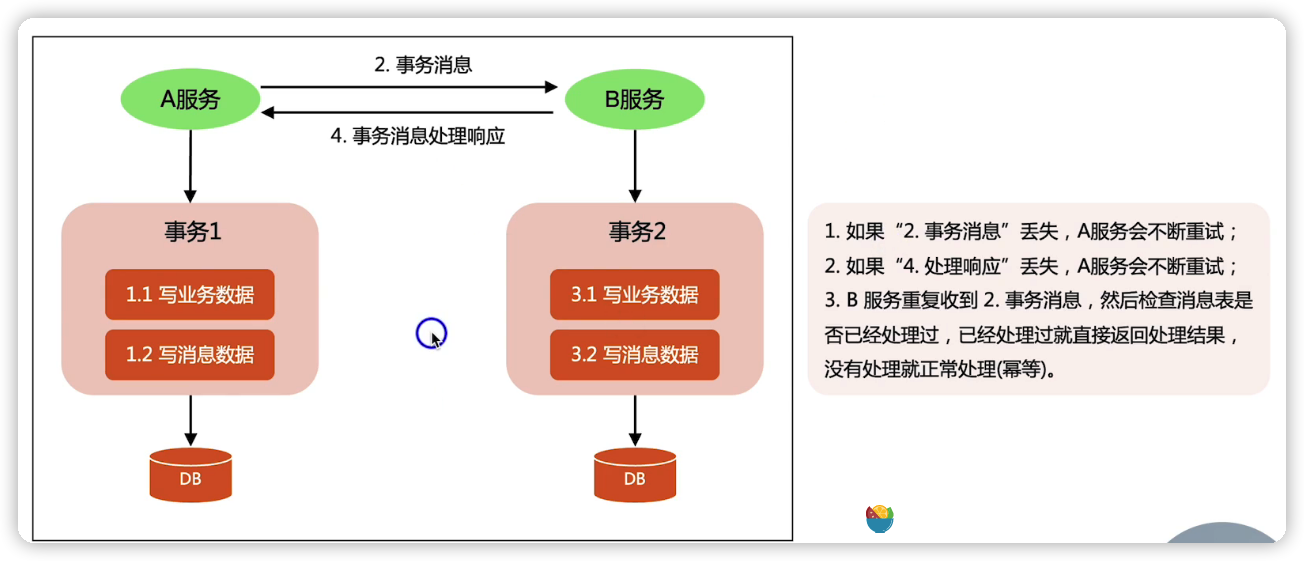 2. 事务消息
A服务
B服务
4. 事务消息处理响应
事务1
1.1 写业务数据
1.2 写消息数据
DB
事务2
3.1 写业务数据
3.2 写消息数据
DB
1. 如果“2. 事务消息”丢失，A服务会不断重试；
2. 如果“4. 处理响应”丢失，A服务会不断重试；
3. B 服务重复收到 2. 事务消息，然后检查消息表是
否已经处理过，已经处理过就直接返回处理结果，
没有处理就正常处理(幂等)。